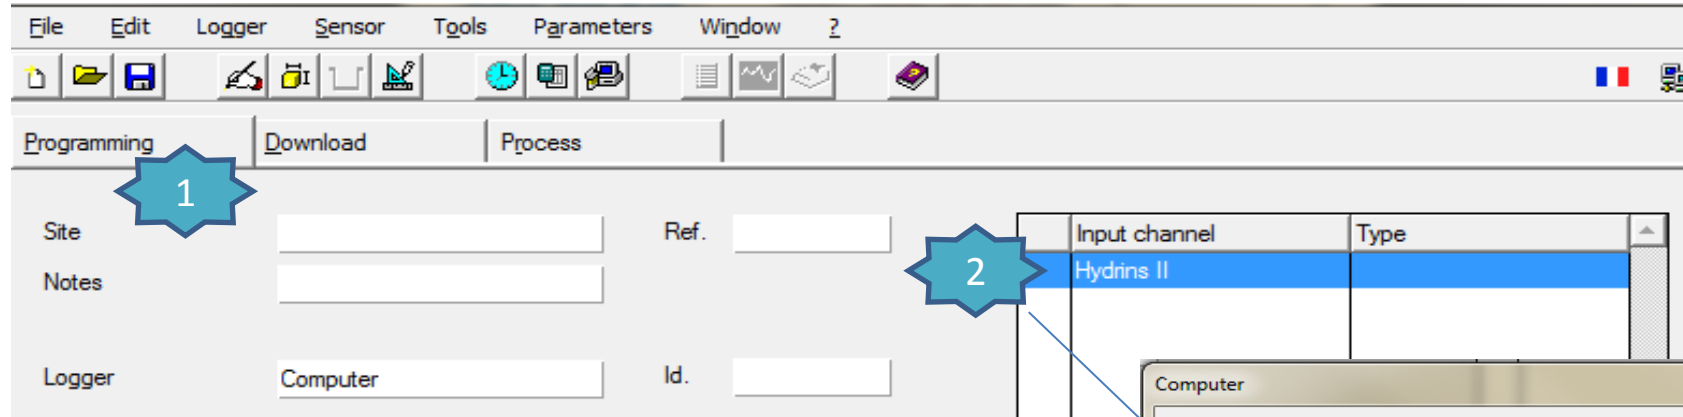 File Edit Logger Sensor Tools Parameters Window ?
Programming Download Process
1
Site Ref. Input channel Type
2 Hydrins II
Notes
Logger Computer Id.
Computer